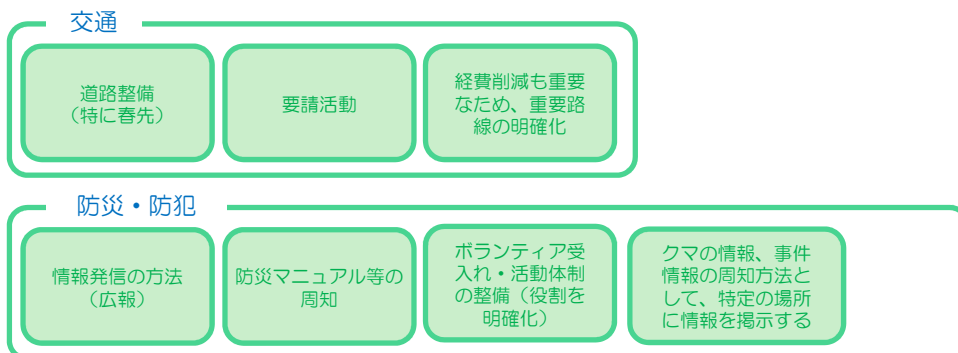 交通
道路整備
（特に春先）
要請活動
経費削減も重要
なため、重要路
線の明確化
防災・防犯
情報発信の方法
（広報）
防災マニュアル等の
周知
ボランティア受
入れ・活動体制
の整備（役割を
明確化）
クマの情報、事件
情報の周知方法と
して、特定の場所
に情報を掲示する